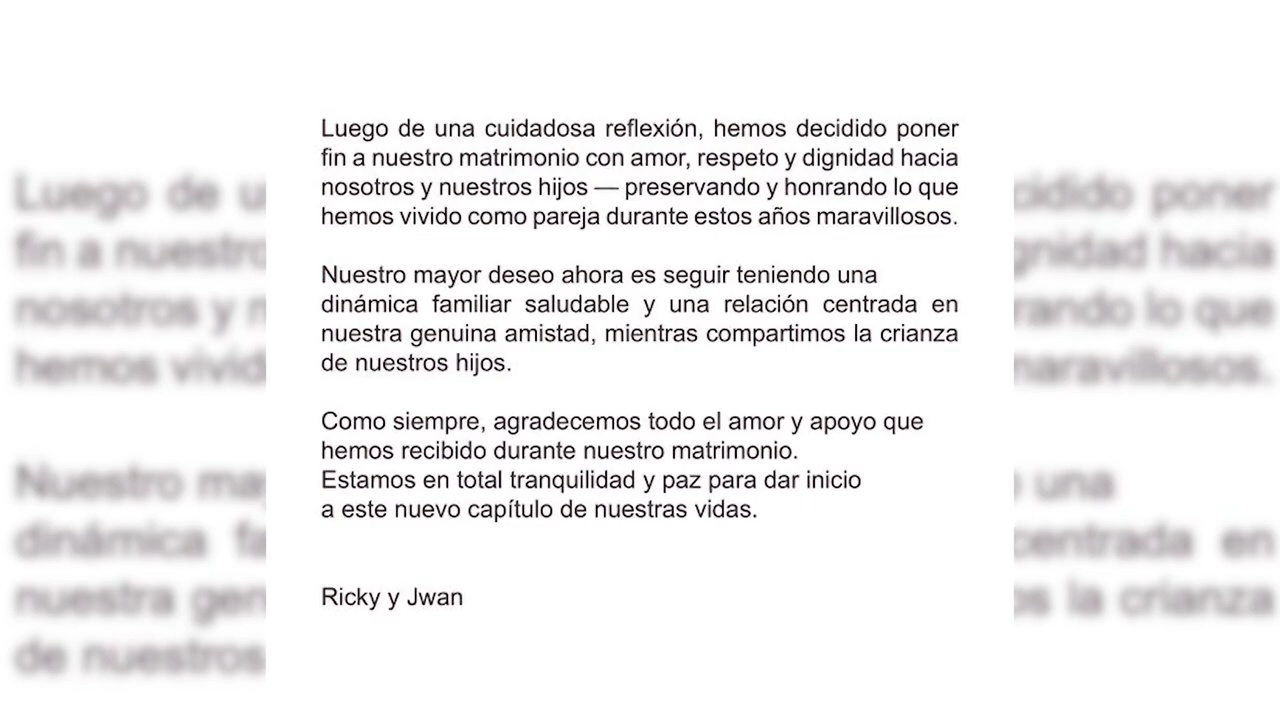 Luego de una cuidadosa reflexión, hemos decidido poner
fin a nuestro matrimonio con amor, respeto y dignidad hacia
nosotros y nuestros hijos — preservando y honrando lo que
hemos vivido como pareja durante estos años maravillosos.
Nuestro mayor deseo ahora es seguir teniendo una
dinámica familiar saludable y una relación centrada en
nuestra genuina amistad, mientras compartimos la crianza
de nuestros hijos.
Como siempre, agradecemos todo el amor y apoyo que
hemos recibido durante nuestro matrimonio.
Estamos en total tranquilidad y paz para dar inicio
a este nuevo capítulo de nuestras vidas.
Ricky y Jwan